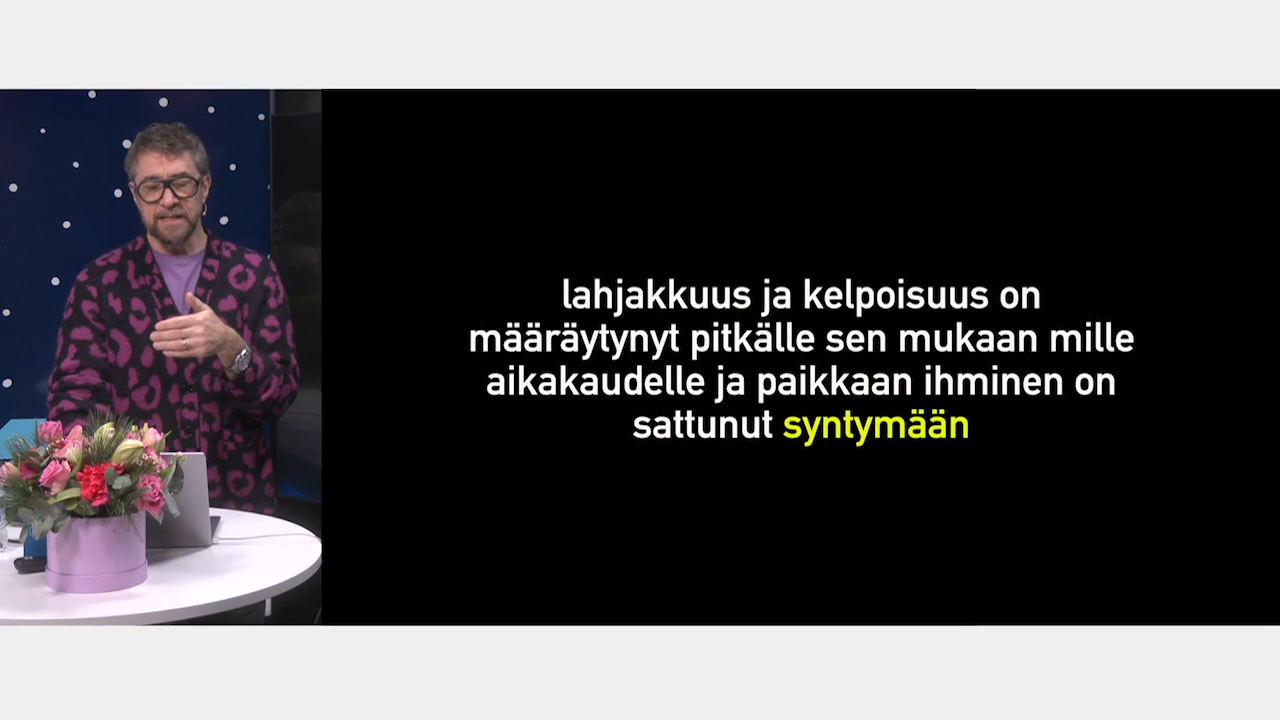 lahjakkuus ja kelpoisuus on
määräytynyt pitkälle sen mukaan mille
aikakaudelle ja paikkaan ihminen on
sattunut syntymään